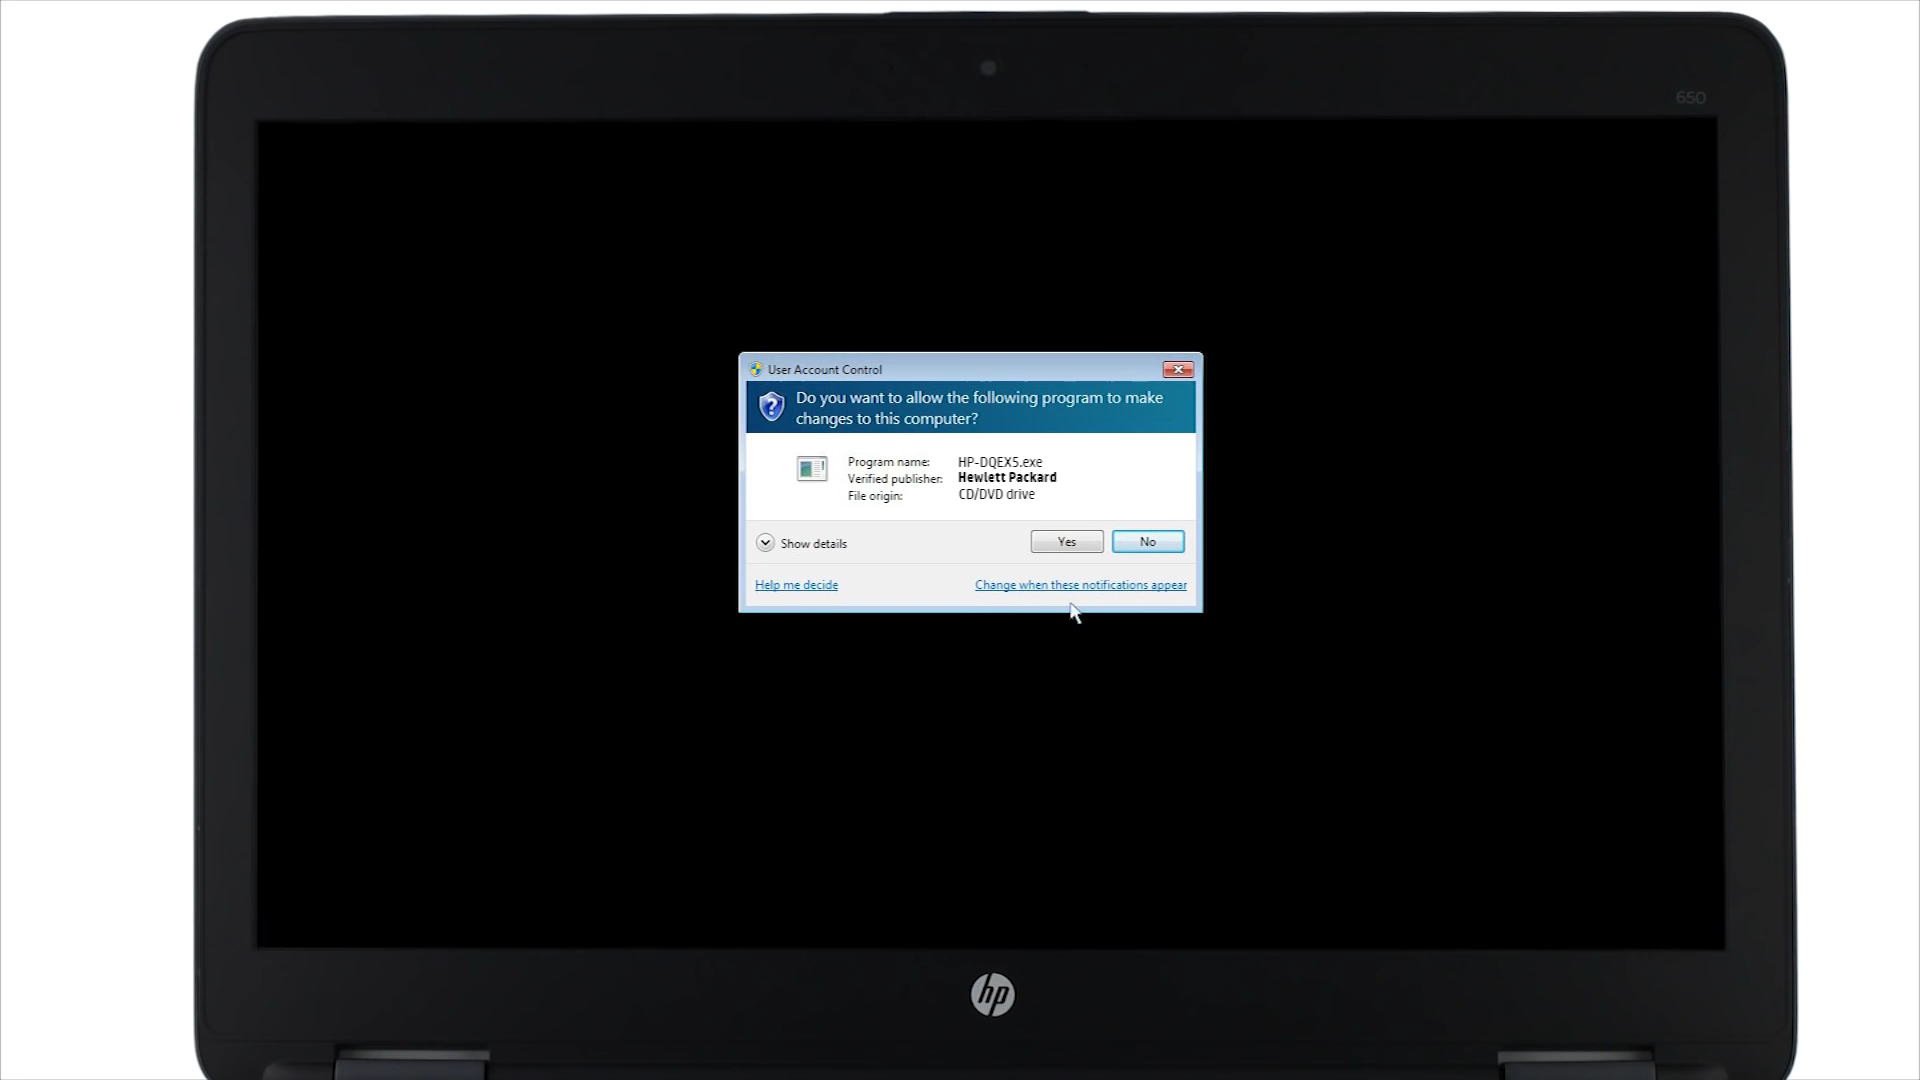 650
User Account Control
Do you want to allow the following program to make
changes to this computer?
Program name: HP-DQEX5.exe
Verified publisher: Hewlett Packard
File origin: CD/DVD drive
Show details
Yes
No
Help me decide
Change when these notifications appear
hp